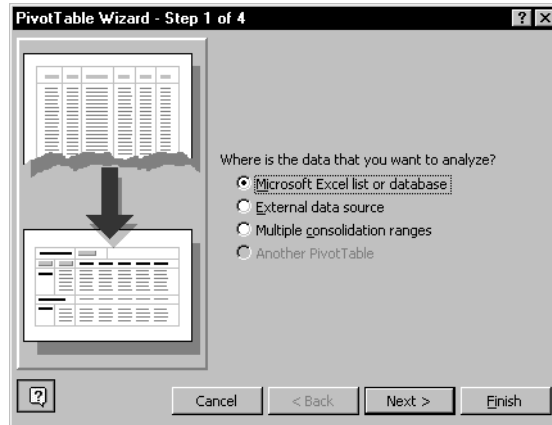 PivotTable Wizard - Step 1 of 4
Where is the data that you want to analyze?
Microsoft Excel list or database
External data source
Multiple consolidation ranges
Another PivotTable
Cancel < Back Next > Finish